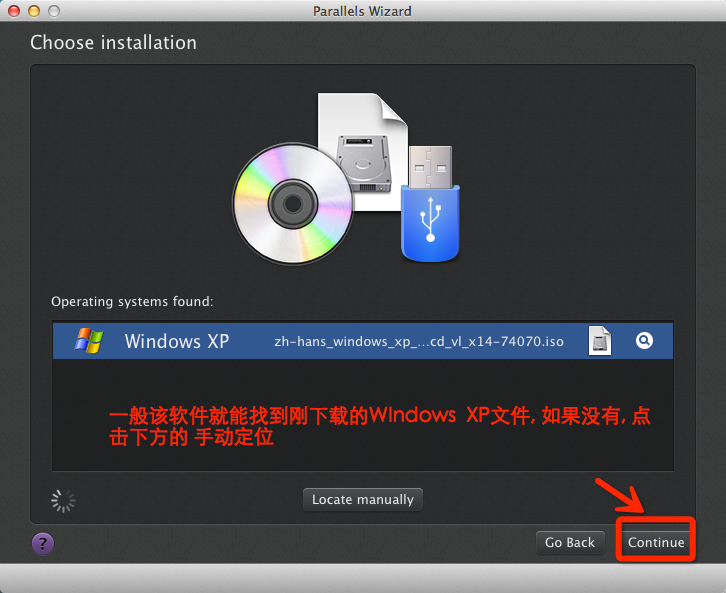 Parallels Wizard
Choose installation
Operating systems found:
Windows XP zh-hans_windows_xp_...cd_vl_x14-74070.iso
一般该软件就能找到刚下载的WIndows XP文件, 如果没有, 点
击下方的 手动定位
Locate manually
? Go Back Continue